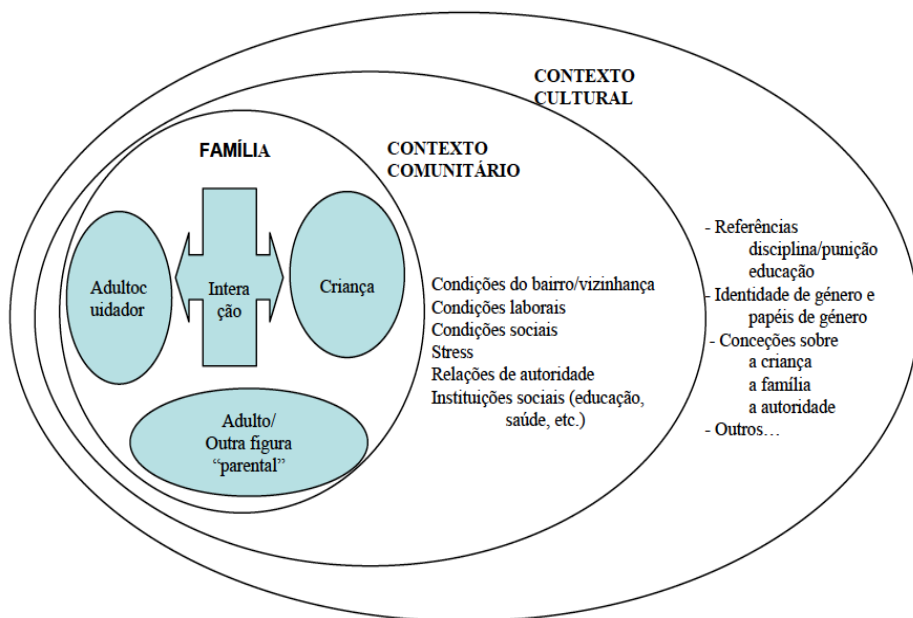 CONTEXTO
CULTURAL
FAMÍLIA
CONTEXTO
COMUNITÁRIO
Adultoc
uidador
Intera
ção
Criança
Adulto/
Outra figura
“parental”
Condições do bairro/vizinhança
Condições laborais
Condições sociais
Stress
Relações de autoridade
Instituições sociais (educação,
saúde, etc.)
- Referências
disciplina/punição
educação
- Identidade de género e
papéis de género
- Conceções sobre
a criança
a família
a autoridade
- Outros…